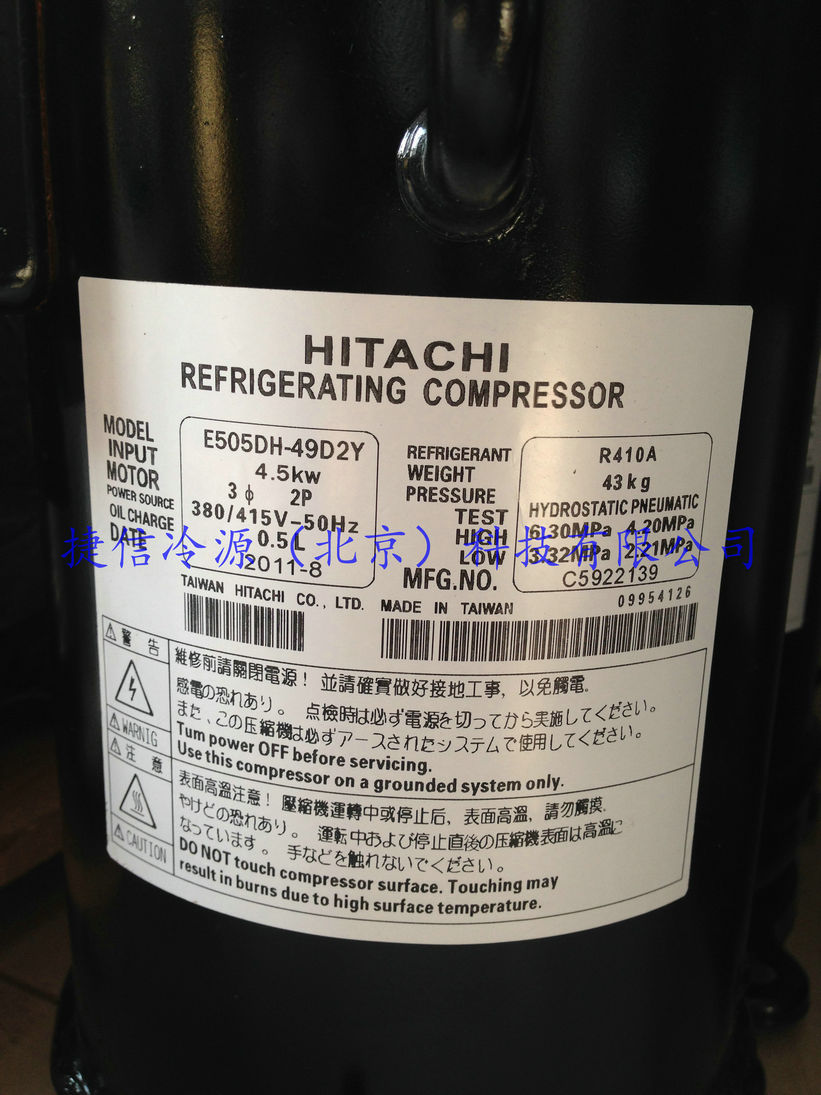 HITACHI
REFRIGERATING COMPRESSOR
MODEL E505DH-49D2Y
INPUT 4.5kw
MOTOR 3 ϕ 2P
POWER SOURCE 380/415V-50Hz
OIL CHARGE 0.5L
DATE 2011-8
REFRIGERANT R410A
WEIGHT 43kg
PRESSURE HYDROSTATIC PNEUMATIC
TEST 6.30MPa 4.20MPa
HIGH 3.32MPa 2.21MPa
LOW
MFG.NO. C5922139
捷信冷源（北京）科技有限公司
TAIWAN HITACHI CO., LTD. MADE IN TAIWAN 09954126
警 告
維修前請關閉電源！ 並請確實做好接地工事，以免觸電。
感電の恐れあり。 点検時は必ず電源を切ってから実施してください。
また、この圧縮機は必ずアースされたシステムで使用してください。
WARNIG
Turn power OFF before servicing.
Use this compressor on a grounded system only.
注 意
表面高溫注意！ 壓縮機運轉中或停止后，表面高溫，請勿觸摸.
やけどの恐れあり。 運転中および停止直後の圧縮機表面は高温に
なっています。 手などを触れないでください。
CAUTION
DO NOT touch compressor surface. Touching may
result in burns due to high surface temperature.